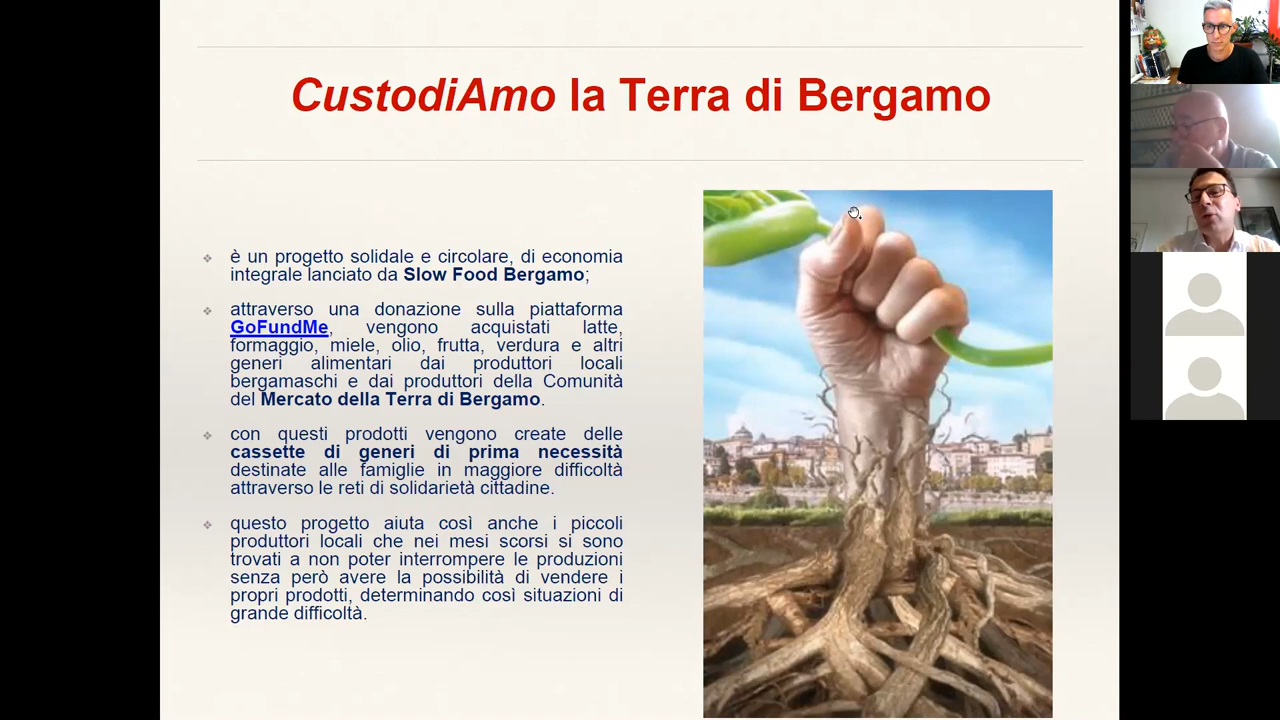 CustodiAmo la Terra di Bergamo
è un progetto solidale e circolare, di economia
integrale lanciato da Slow Food Bergamo;
attraverso una donazione sulla piattaforma
GoFundMe, vengono acquistati latte,
formaggio, miele, olio, frutta, verdura e altri
generi alimentari dai produttori locali
bergamaschi e dai produttori della Comunità
del Mercato della Terra di Bergamo.
con questi prodotti vengono create delle
cassette di generi di prima necessità
destinate alle famiglie in maggiore difficoltà
attraverso le reti di solidarietà cittadine.
questo progetto aiuta così anche i piccoli
produttori locali che nei mesi scorsi si sono
trovati a non poter interrompere le produzioni
senza però avere la possibilità di vendere i
propri prodotti, determinando così situazioni di
grande difficoltà.